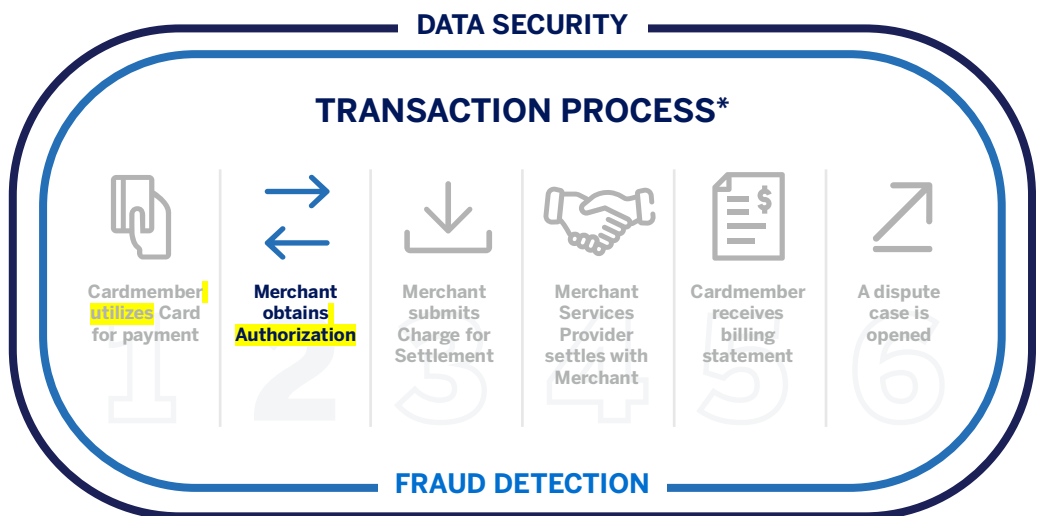 DATA SECURITY
TRANSACTION PROCESS*
$
Cardmember
utilizes Card
for payment
1
Merchant
obtains
Authorization
2
Merchant
submits
Charge for
Settlement
3
Merchant
Services
Provider
settles with
Merchant
4
Cardmember
receives
billing
statement
5
A dispute
case is
opened
6
FRAUD DETECTION